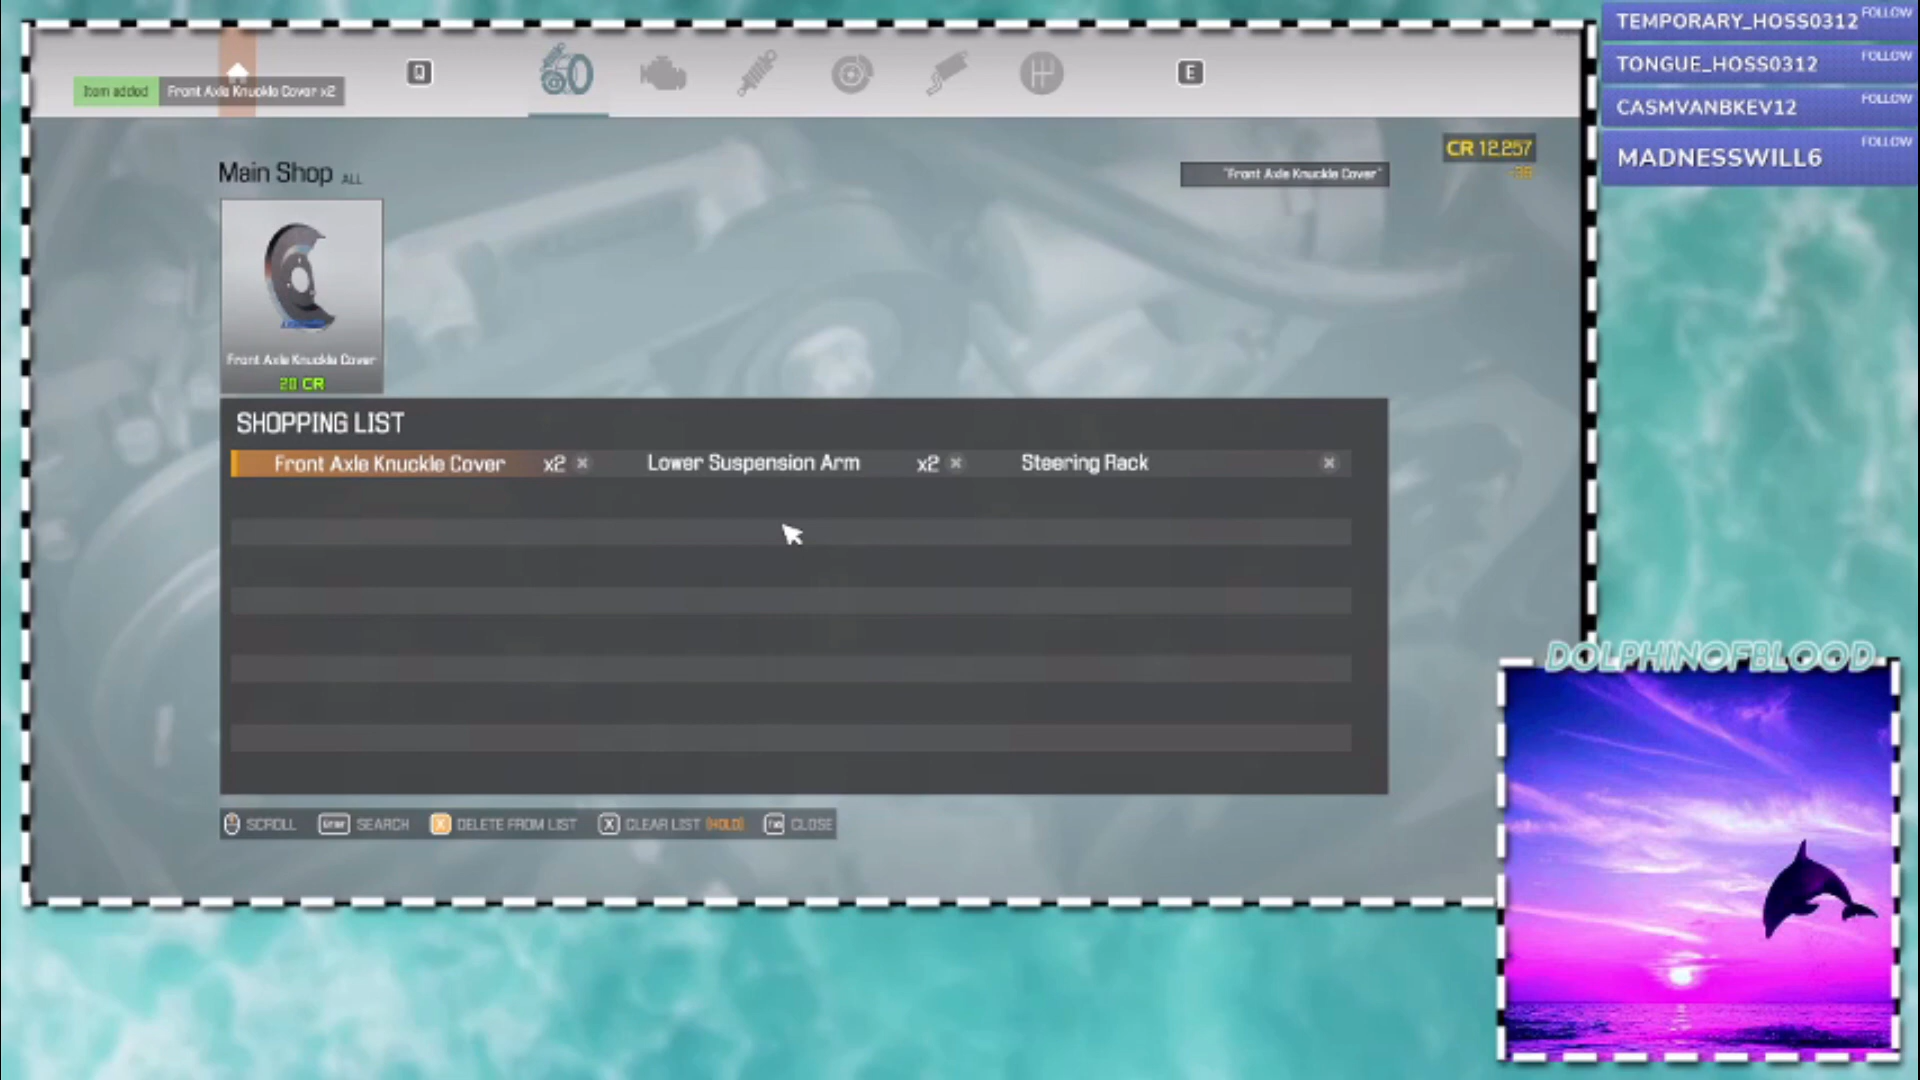 TEMPORARY_HOSS0312 FOLLOW
TONGUE_HOSS0312 FOLLOW
CASMVANBKEV12 FOLLOW
MADNESSWILL6 FOLLOW
Q
E
Item added Front Axle Knuckle Cover x2
CR 12,257
Main Shop ALL
"Front Axle Knuckle Cover"
Front Axle Knuckle Cover
20 CR
SHOPPING LIST
Front Axle Knuckle Cover x2 Lower Suspension Arm x2 Steering Rack
SCROLL Enter SEARCH X DELETE FROM LIST X CLEAR LIST (HOLD) Tab CLOSE
DOLPHINOFBLOOD